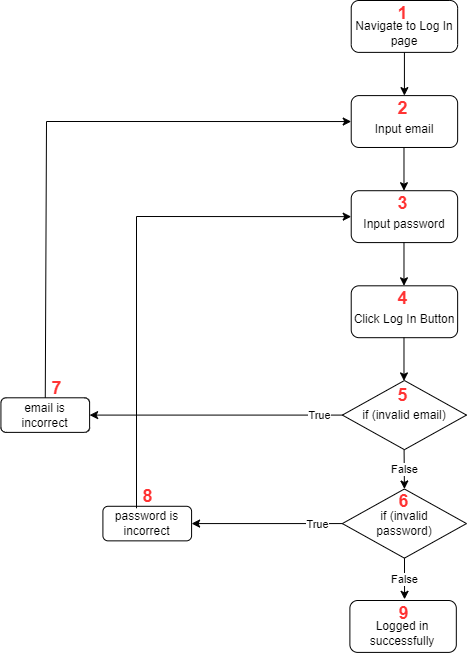 1
Navigate to Log In
page
2
Input email
3
Input password
4
Click Log In Button
5
if (invalid email)
True
7
email is
incorrect
False
6
if (invalid
password)
True
8
password is
incorrect
False
9
Logged in
successfully